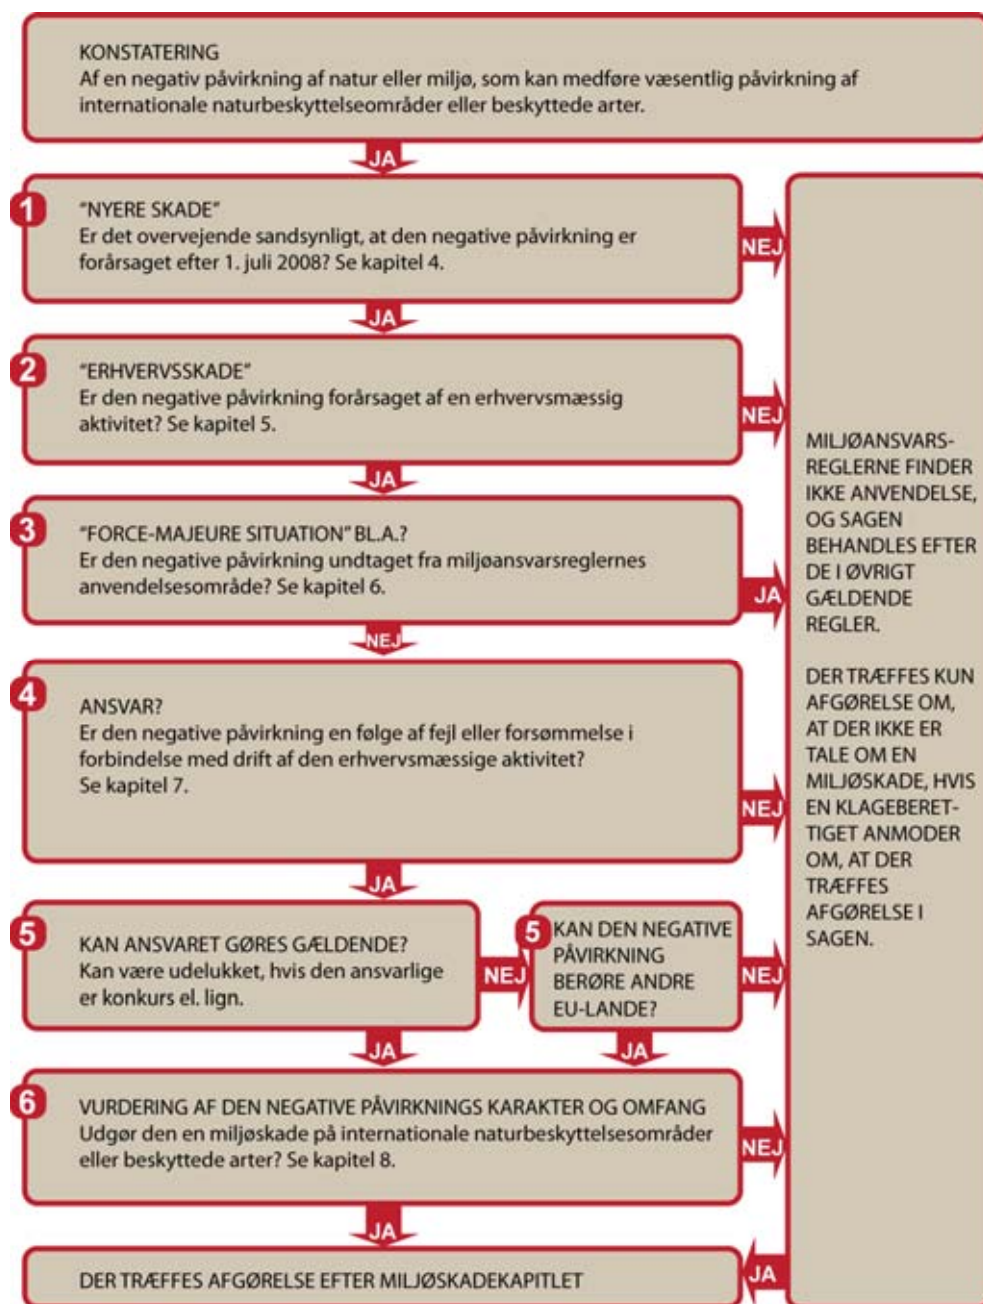 KONSTATERING
Af en negativ påvirkning af natur eller miljø, som kan medføre væsentlig påvirkning af
internationale naturbeskyttelseområder eller beskyttede arter.
JA
1
"NYERE SKADE"
Er det overvejende sandsynligt, at den negative påvirkning er
forårsaget efter 1. juli 2008? Se kapitel 4.
NEJ
JA
2
"ERHVERVSSKADE"
Er den negative påvirkning forårsaget af en erhvervsmæssig
aktivitet? Se kapitel 5.
NEJ
JA
3
"FORCE-MAJEURE SITUATION" BL.A.?
Er den negative påvirkning undtaget fra miljøansvarsreglernes
anvendelsesområde? Se kapitel 6.
JA
NEJ
4
ANSVAR?
Er den negative påvirkning en følge af fejl eller forsømmelse i
forbindelse med drift af den erhvervsmæssige aktivitet?
Se kapitel 7.
NEJ
JA
5
KAN ANSVARET GØRES GÆLDENDE?
Kan være udelukket, hvis den ansvarlige
er konkurs el. lign.
NEJ
5
KAN DEN NEGATIVE
PÅVIRKNING
BERØRE ANDRE
EU-LANDE?
NEJ
JA
JA
6
VURDERING AF DEN NEGATIVE PÅVIRKNINGS KARAKTER OG OMFANG
Udgør den en miljøskade på internationale naturbeskyttelsesområder
eller beskyttede arter? Se kapitel 8.
NEJ
JA
DER TRÆFFES AFGØRELSE EFTER MILJØSKADEKAPITLET
JA
MILJØANSVARS-
REGLERNE FINDER
IKKE ANVENDELSE,
OG SAGEN
BEHANDLES EFTER
DE I ØVRIGT
GÆLDENDE
REGLER.
DER TRÆFFES KUN
AFGØRELSE OM,
AT DER IKKE ER
TALE OM EN
MILJØSKADE, HVIS
EN KLAGEBERET-
TIGET ANMODER
OM, AT DER
TRÆFFES
AFGØRELSE I
SAGEN.